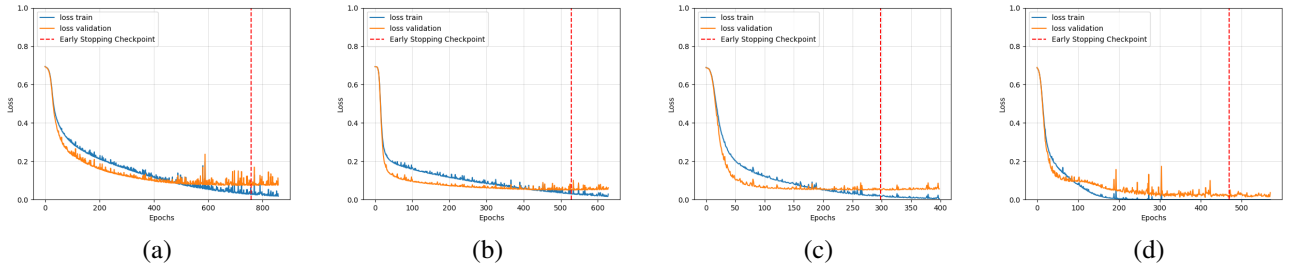 loss train
loss validation
Early Stopping Checkpoint
Loss
1.0
0.8
0.6
0.4
0.2
0.0
0 200 400 600 800
Epochs
(a)
loss train
loss validation
Early Stopping Checkpoint
Loss
1.0
0.8
0.6
0.4
0.2
0.0
0 100 200 300 400 500 600
Epochs
(b)
loss train
loss validation
Early Stopping Checkpoint
Loss
1.0
0.8
0.6
0.4
0.2
0.0
0 50 100 150 200 250 300 350 400
Epochs
(c)
loss train
loss validation
Early Stopping Checkpoint
Loss
1.0
0.8
0.6
0.4
0.2
0.0
0 100 200 300 400 500
Epochs
(d)